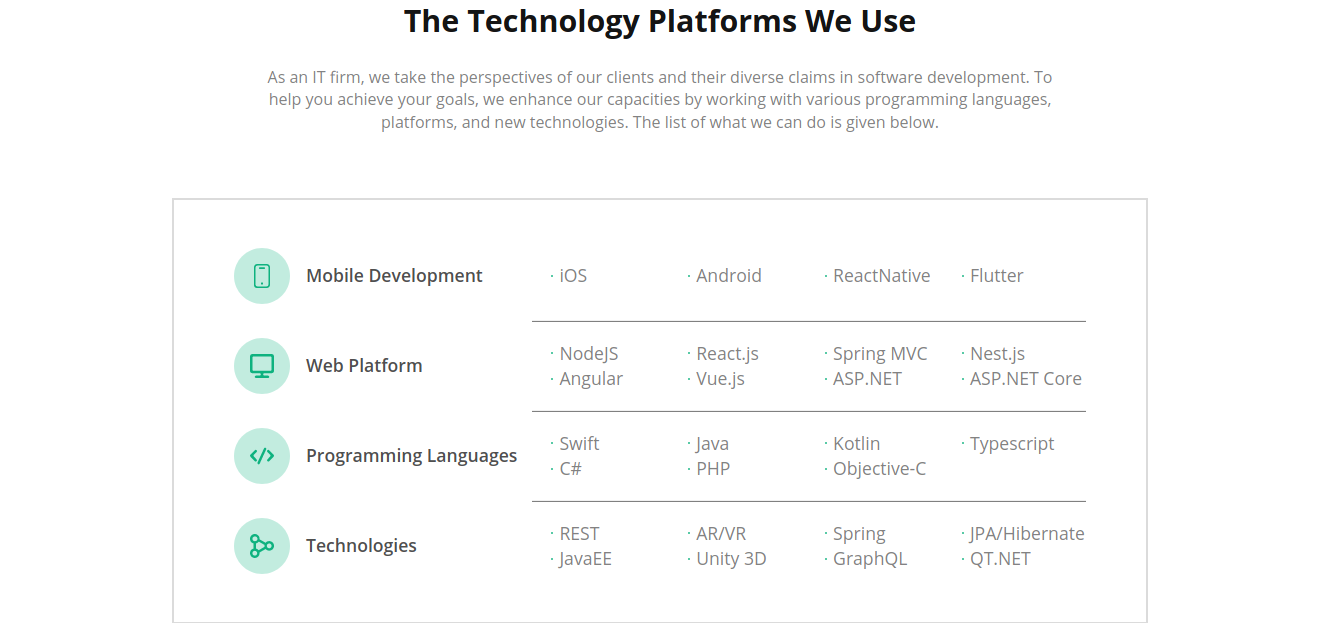 The Technology Platforms We Use
As an IT firm, we take the perspectives of our clients and their diverse claims in software development. To
help you achieve your goals, we enhance our capacities by working with various programming languages,
platforms, and new technologies. The list of what we can do is given below.
Mobile Development · iOS · Android · ReactNative · Flutter
Web Platform
· NodeJS · React.js · Spring MVC · Nest.js
· Angular · Vue.js · ASP.NET · ASP.NET Core
Programming Languages
· Swift · Java · Kotlin · Typescript
· C# · PHP · Objective-C
Technologies
· REST · AR/VR · Spring · JPA/Hibernate
· JavaEE · Unity 3D · GraphQL · QT.NET